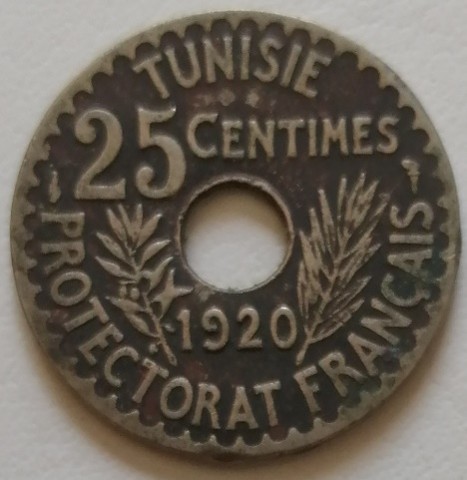 TUNISIE
25 CENTIMES
1920
PROTECTORAT FRANÇAIS